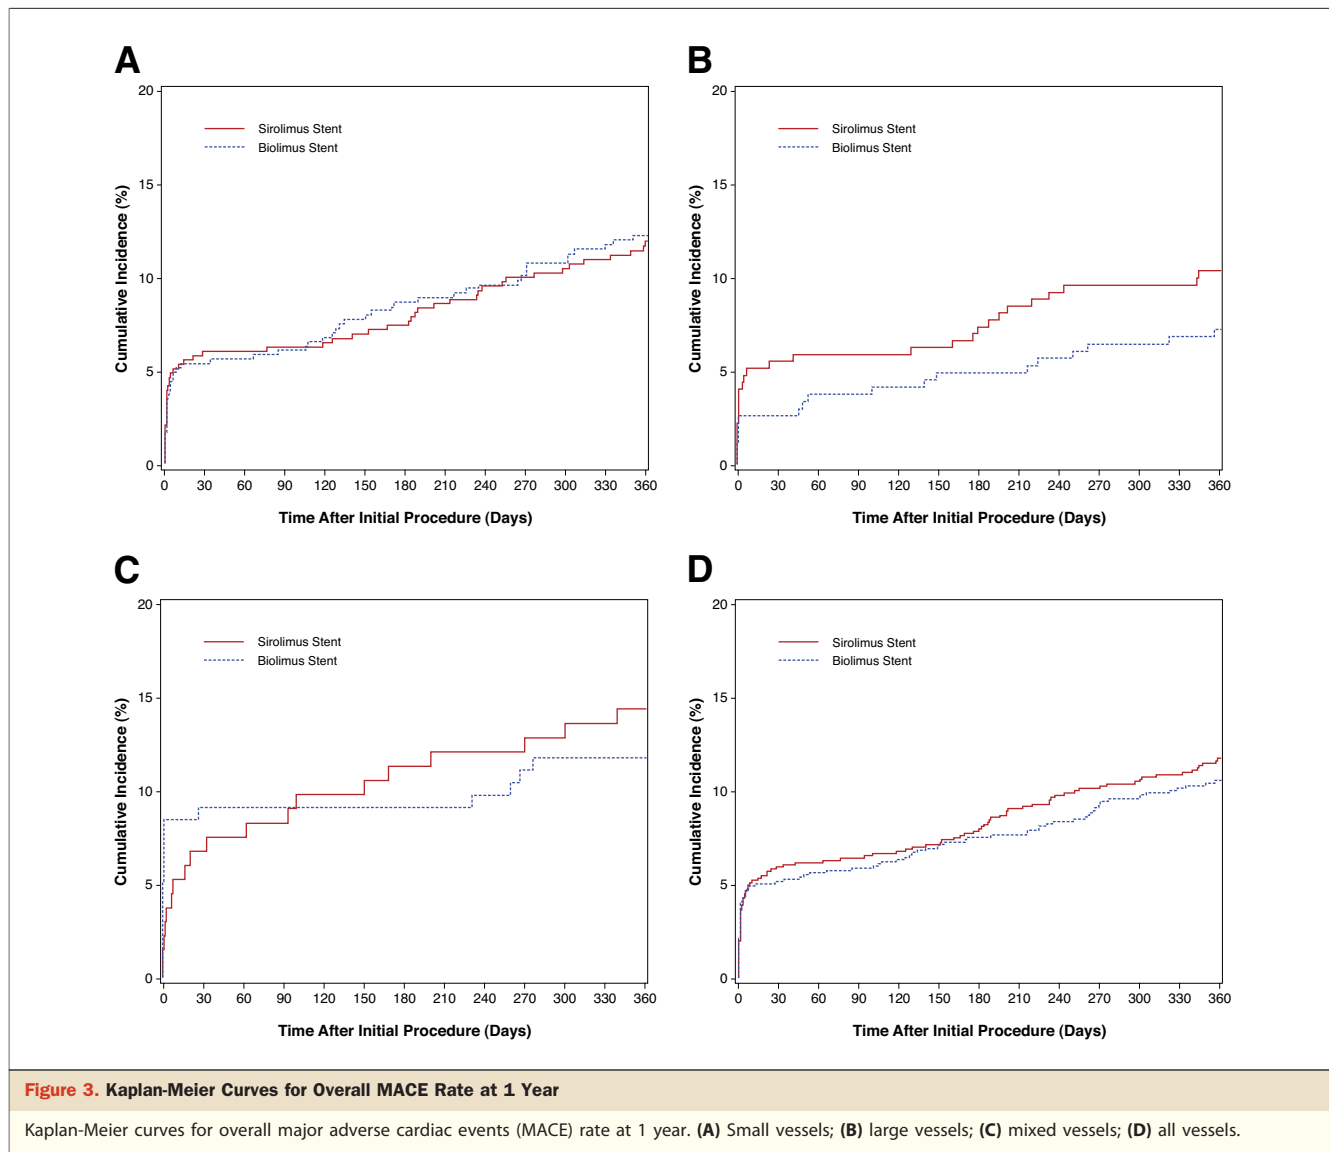 A
20
15
10
5
0
Cumulative Incidence (%)
Sirolimus Stent
Biolimus Stent
0 30 60 90 120 150 180 210 240 270 300 330 360
Time After Initial Procedure (Days)
B
20
15
10
5
0
Cumulative Incidence (%)
Sirolimus Stent
Biolimus Stent
0 30 60 90 120 150 180 210 240 270 300 330 360
Time After Initial Procedure (Days)
C
20
15
10
5
0
Cumulative Incidence (%)
Sirolimus Stent
Biolimus Stent
0 30 60 90 120 150 180 210 240 270 300 330 360
Time After Initial Procedure (Days)
D
20
15
10
5
0
Cumulative Incidence (%)
Sirolimus Stent
Biolimus Stent
0 30 60 90 120 150 180 210 240 270 300 330 360
Time After Initial Procedure (Days)
Figure 3. Kaplan-Meier Curves for Overall MACE Rate at 1 Year
Kaplan-Meier curves for overall major adverse cardiac events (MACE) rate at 1 year. (A) Small vessels; (B) large vessels; (C) mixed vessels; (D) all vessels.